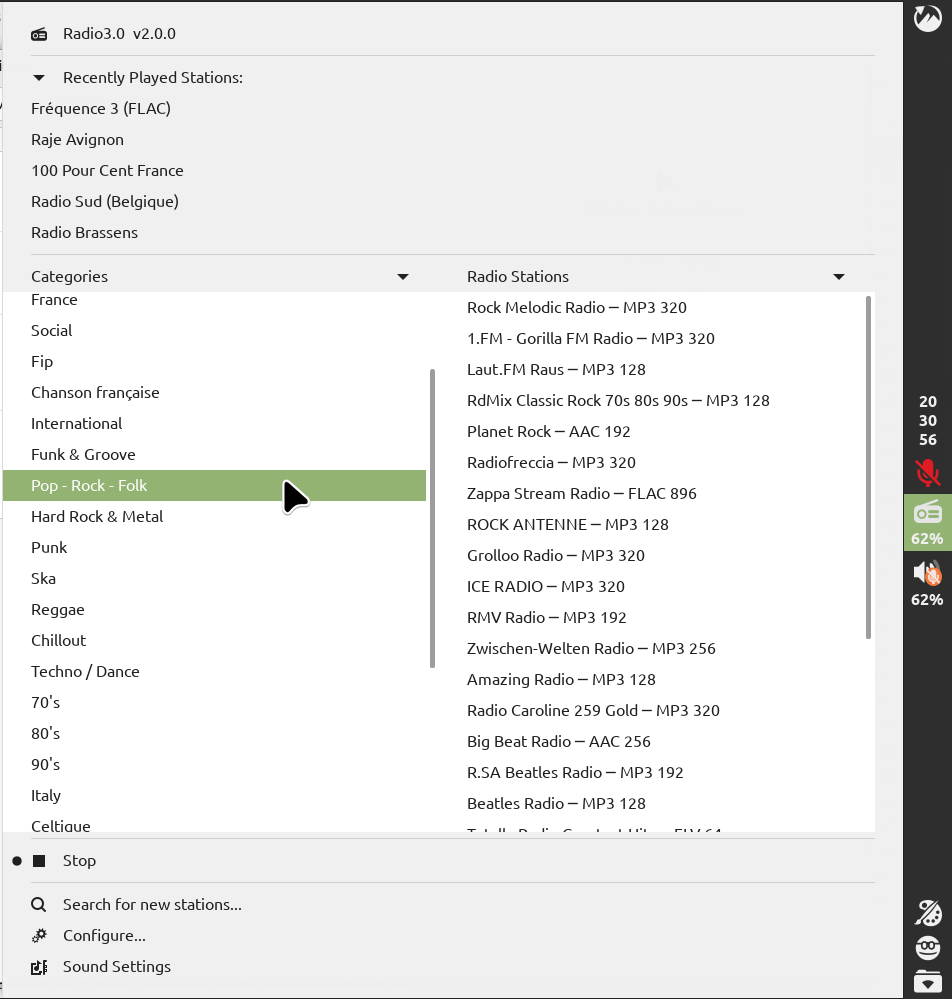 Radio3.0 v2.0.0
Recently Played Stations:
Fréquence 3 (FLAC)
Raje Avignon
100 Pour Cent France
Radio Sud (Belgique)
Radio Brassens
Categories
France
Social
Fip
Chanson française
International
Funk & Groove
Pop - Rock - Folk
Hard Rock & Metal
Punk
Ska
Reggae
Chillout
Techno / Dance
70's
80's
90's
Italy
Celtique
Radio Stations
Rock Melodic Radio — MP3 320
1.FM - Gorilla FM Radio — MP3 320
Laut.FM Raus — MP3 128
RdMix Classic Rock 70s 80s 90s — MP3 128
Planet Rock — AAC 192
Radiofreccia — MP3 320
Zappa Stream Radio — FLAC 896
ROCK ANTENNE — MP3 128
Grolloo Radio — MP3 320
ICE RADIO — MP3 320
RMV Radio — MP3 192
Zwischen-Welten Radio — MP3 256
Amazing Radio — MP3 128
Radio Caroline 259 Gold — MP3 320
Big Beat Radio — AAC 256
R.SA Beatles Radio — MP3 192
Beatles Radio — MP3 128
Stop
Search for new stations...
Configure...
Sound Settings
20
30
56
62%
62%